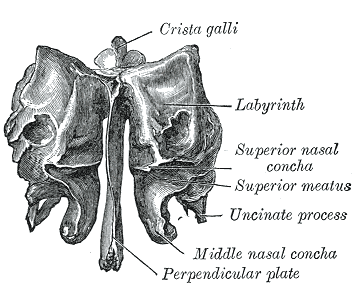 Crista galli
Labyrinth
Superior nasal
concha
Superior meatus
Uncinate process
Middle nasal concha
Perpendicular plate